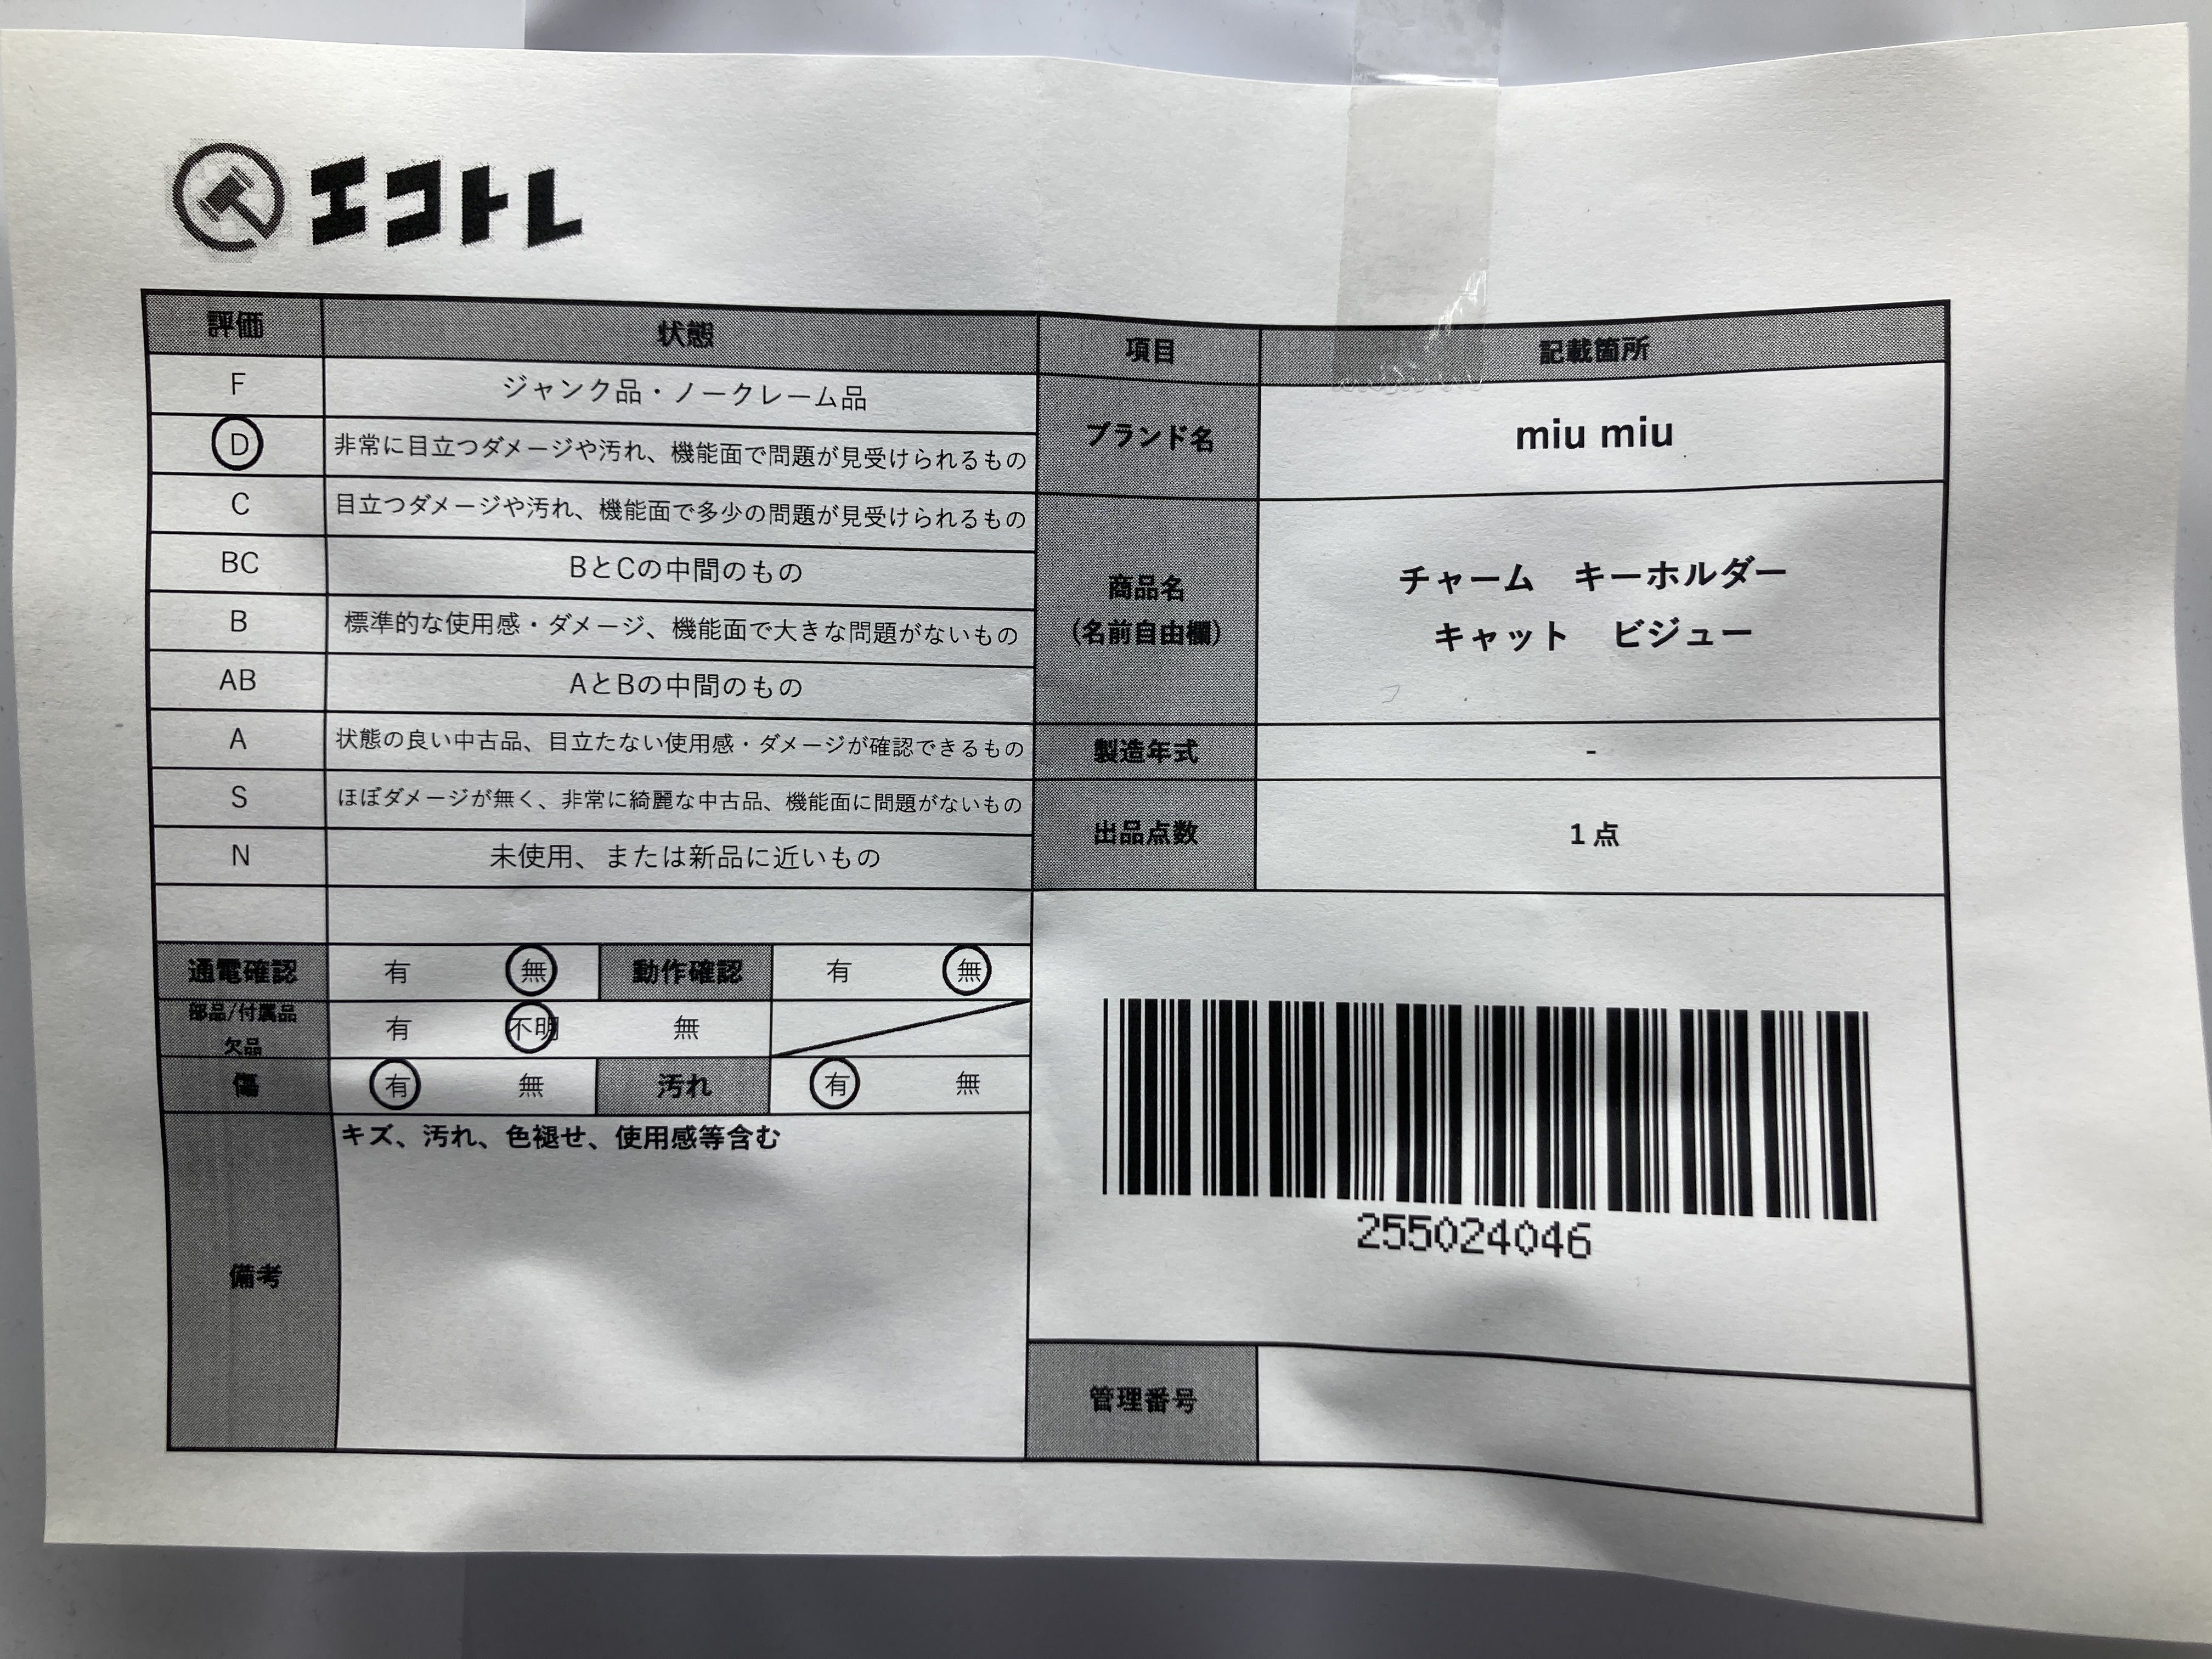 エコトレ
評価 状態
F ジャンク品・ノークレーム品
D 非常に目立つダメージや汚れ、機能面で問題が見受けられるもの
C 目立つダメージや汚れ、機能面で多少の問題が見受けられるもの
BC BとCの中間のもの
B 標準的な使用感・ダメージ、機能面で大きな問題がないもの
AB AとBの中間のもの
A 状態の良い中古品、目立たない使用感・ダメージが確認できるもの
S ほぼダメージが無く、非常に綺麗な中古品、機能面に問題がないもの
N 未使用、または新品に近いもの
通電確認 有 無 動作確認 有 無
部品/付属品
欠品 有 不明 無
傷 有 無 汚れ 有 無
備考 キズ、汚れ、色褪せ、使用感等含む
項目 記載箇所
ブランド名 miu miu
商品名
(名前自由欄)
チャーム　キーホルダー
キャット　ビジュー
製造年式 -
出品点数 1点
255024046
管理番号